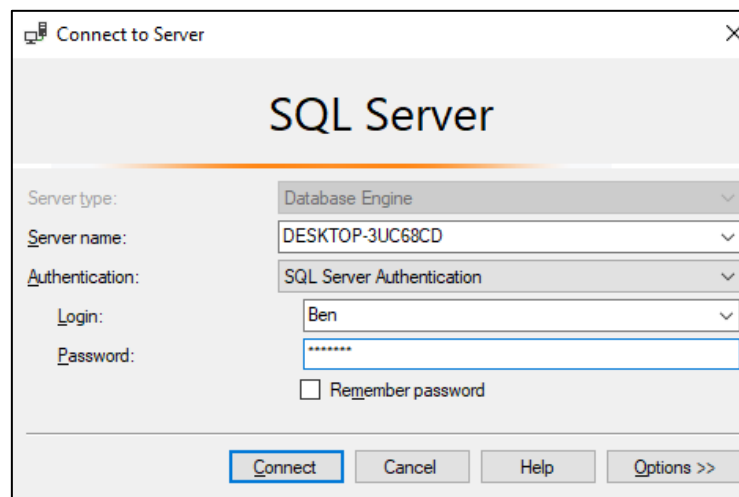 Connect to Server
SQL Server
Server type: Database Engine
Server name: DESKTOP-3UC68CD
Authentication: SQL Server Authentication
Login: Ben
Password: *******
Remember password
Connect Cancel Help Options >>